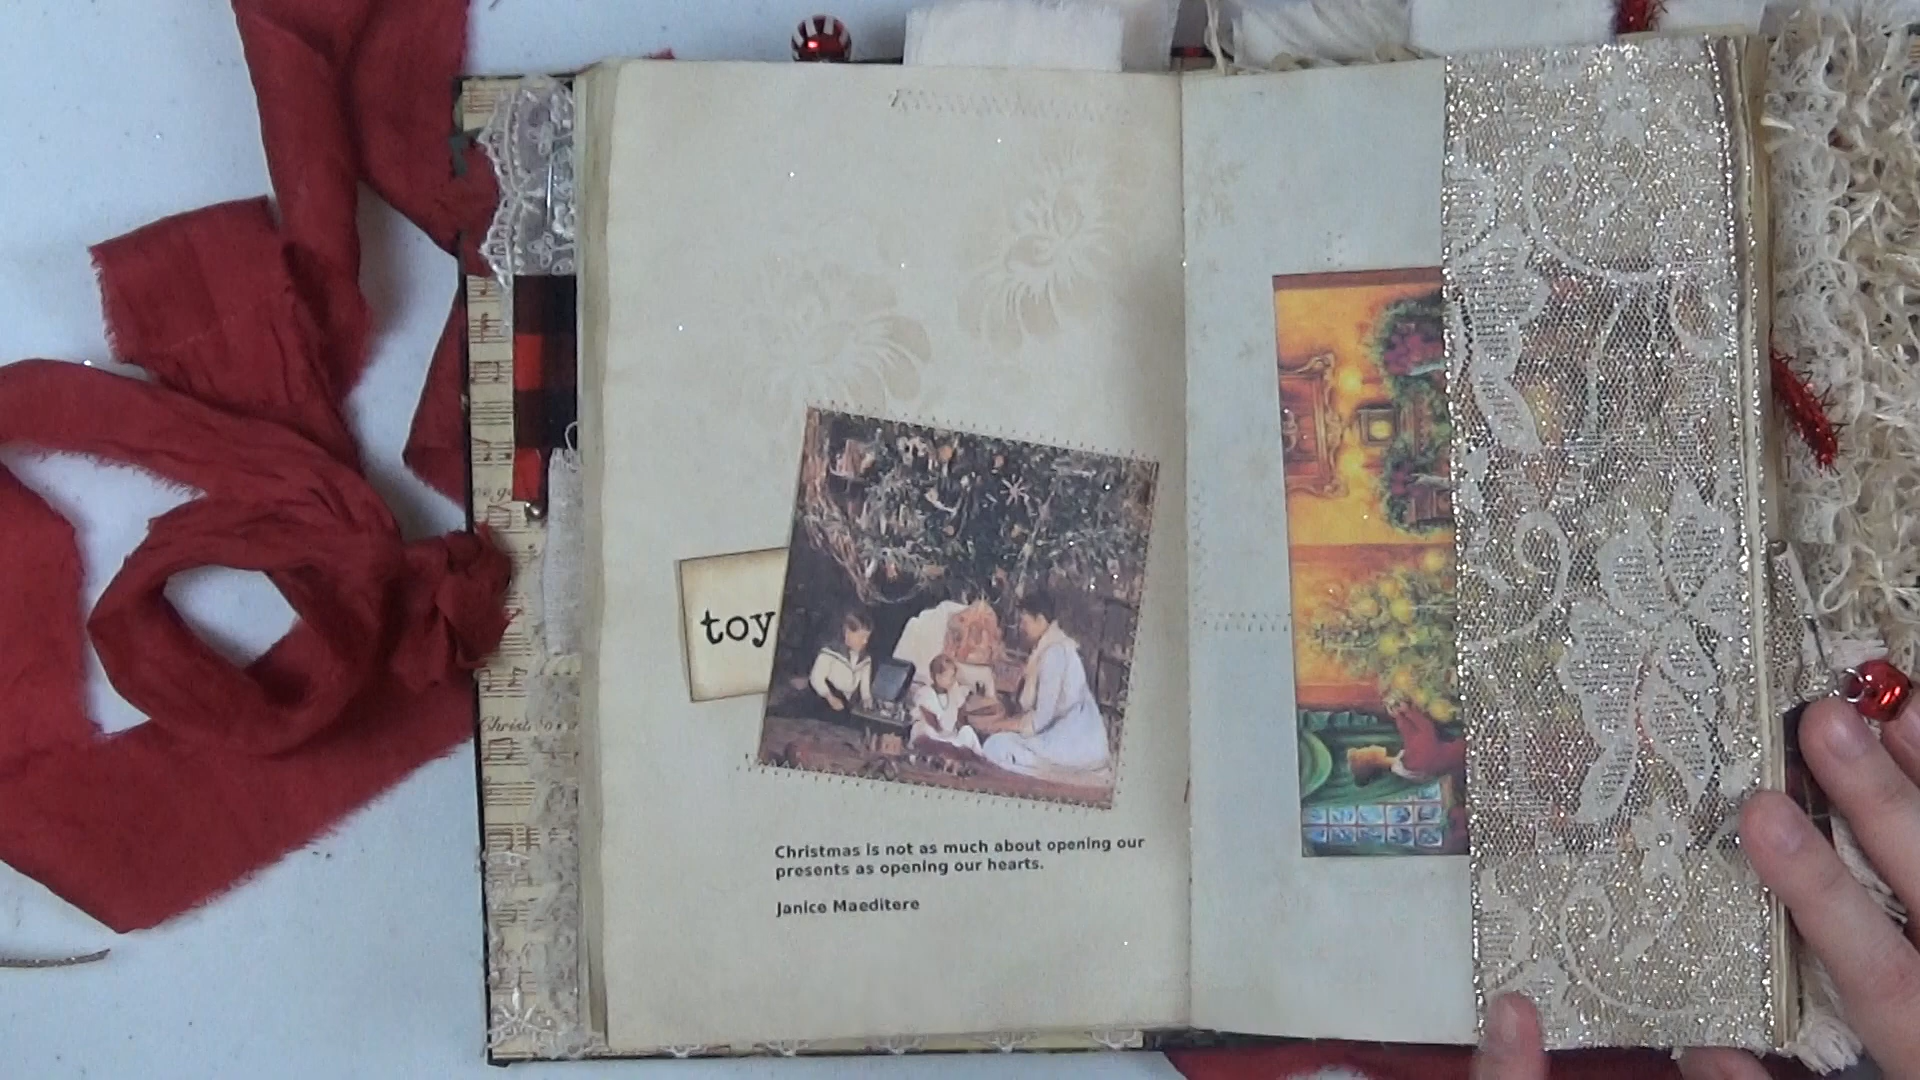 toy
Christmas is not as much about opening our
presents as opening our hearts.
Janice Maeditere